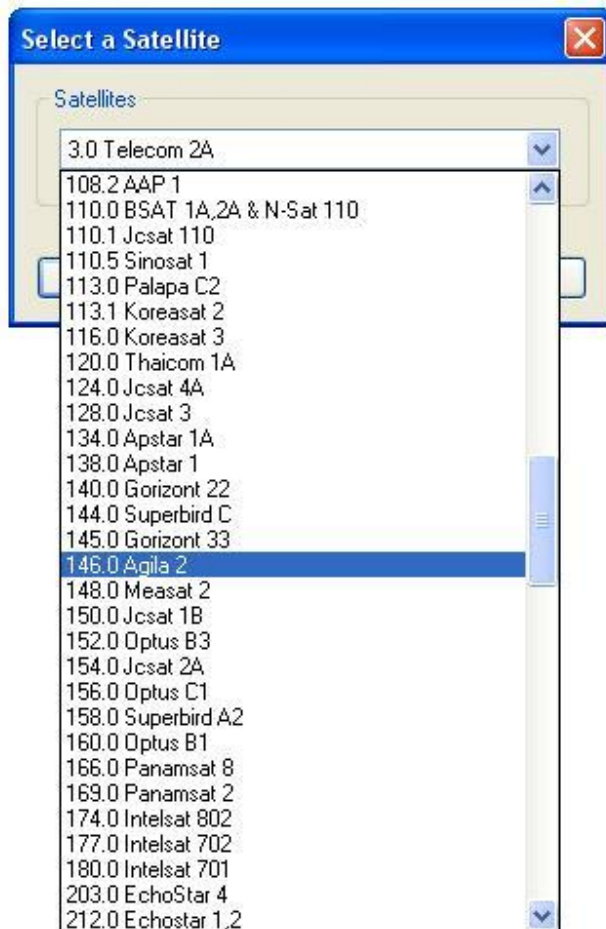 Select a Satellite
Satellites
3.0 Telecom 2A
108.2 AAP 1
110.0 BSAT 1A,2A & N-Sat 110
110.1 Jcsat 110
110.5 Sinosat 1
113.0 Palapa C2
113.1 Koreasat 2
116.0 Koreasat 3
120.0 Thaicom 1A
124.0 Jcsat 4A
128.0 Jcsat 3
134.0 Apstar 1A
138.0 Apstar 1
140.0 Gorizont 22
144.0 Superbird C
145.0 Gorizont 33
146.0 Agila 2
148.0 Measat 2
150.0 Jcsat 1B
152.0 Optus B3
154.0 Jcsat 2A
156.0 Optus C1
158.0 Superbird A2
160.0 Optus B1
166.0 Panamsat 8
169.0 Panamsat 2
174.0 Intelsat 802
177.0 Intelsat 702
180.0 Intelsat 701
203.0 EchoStar 4
212.0 Echostar 1,2